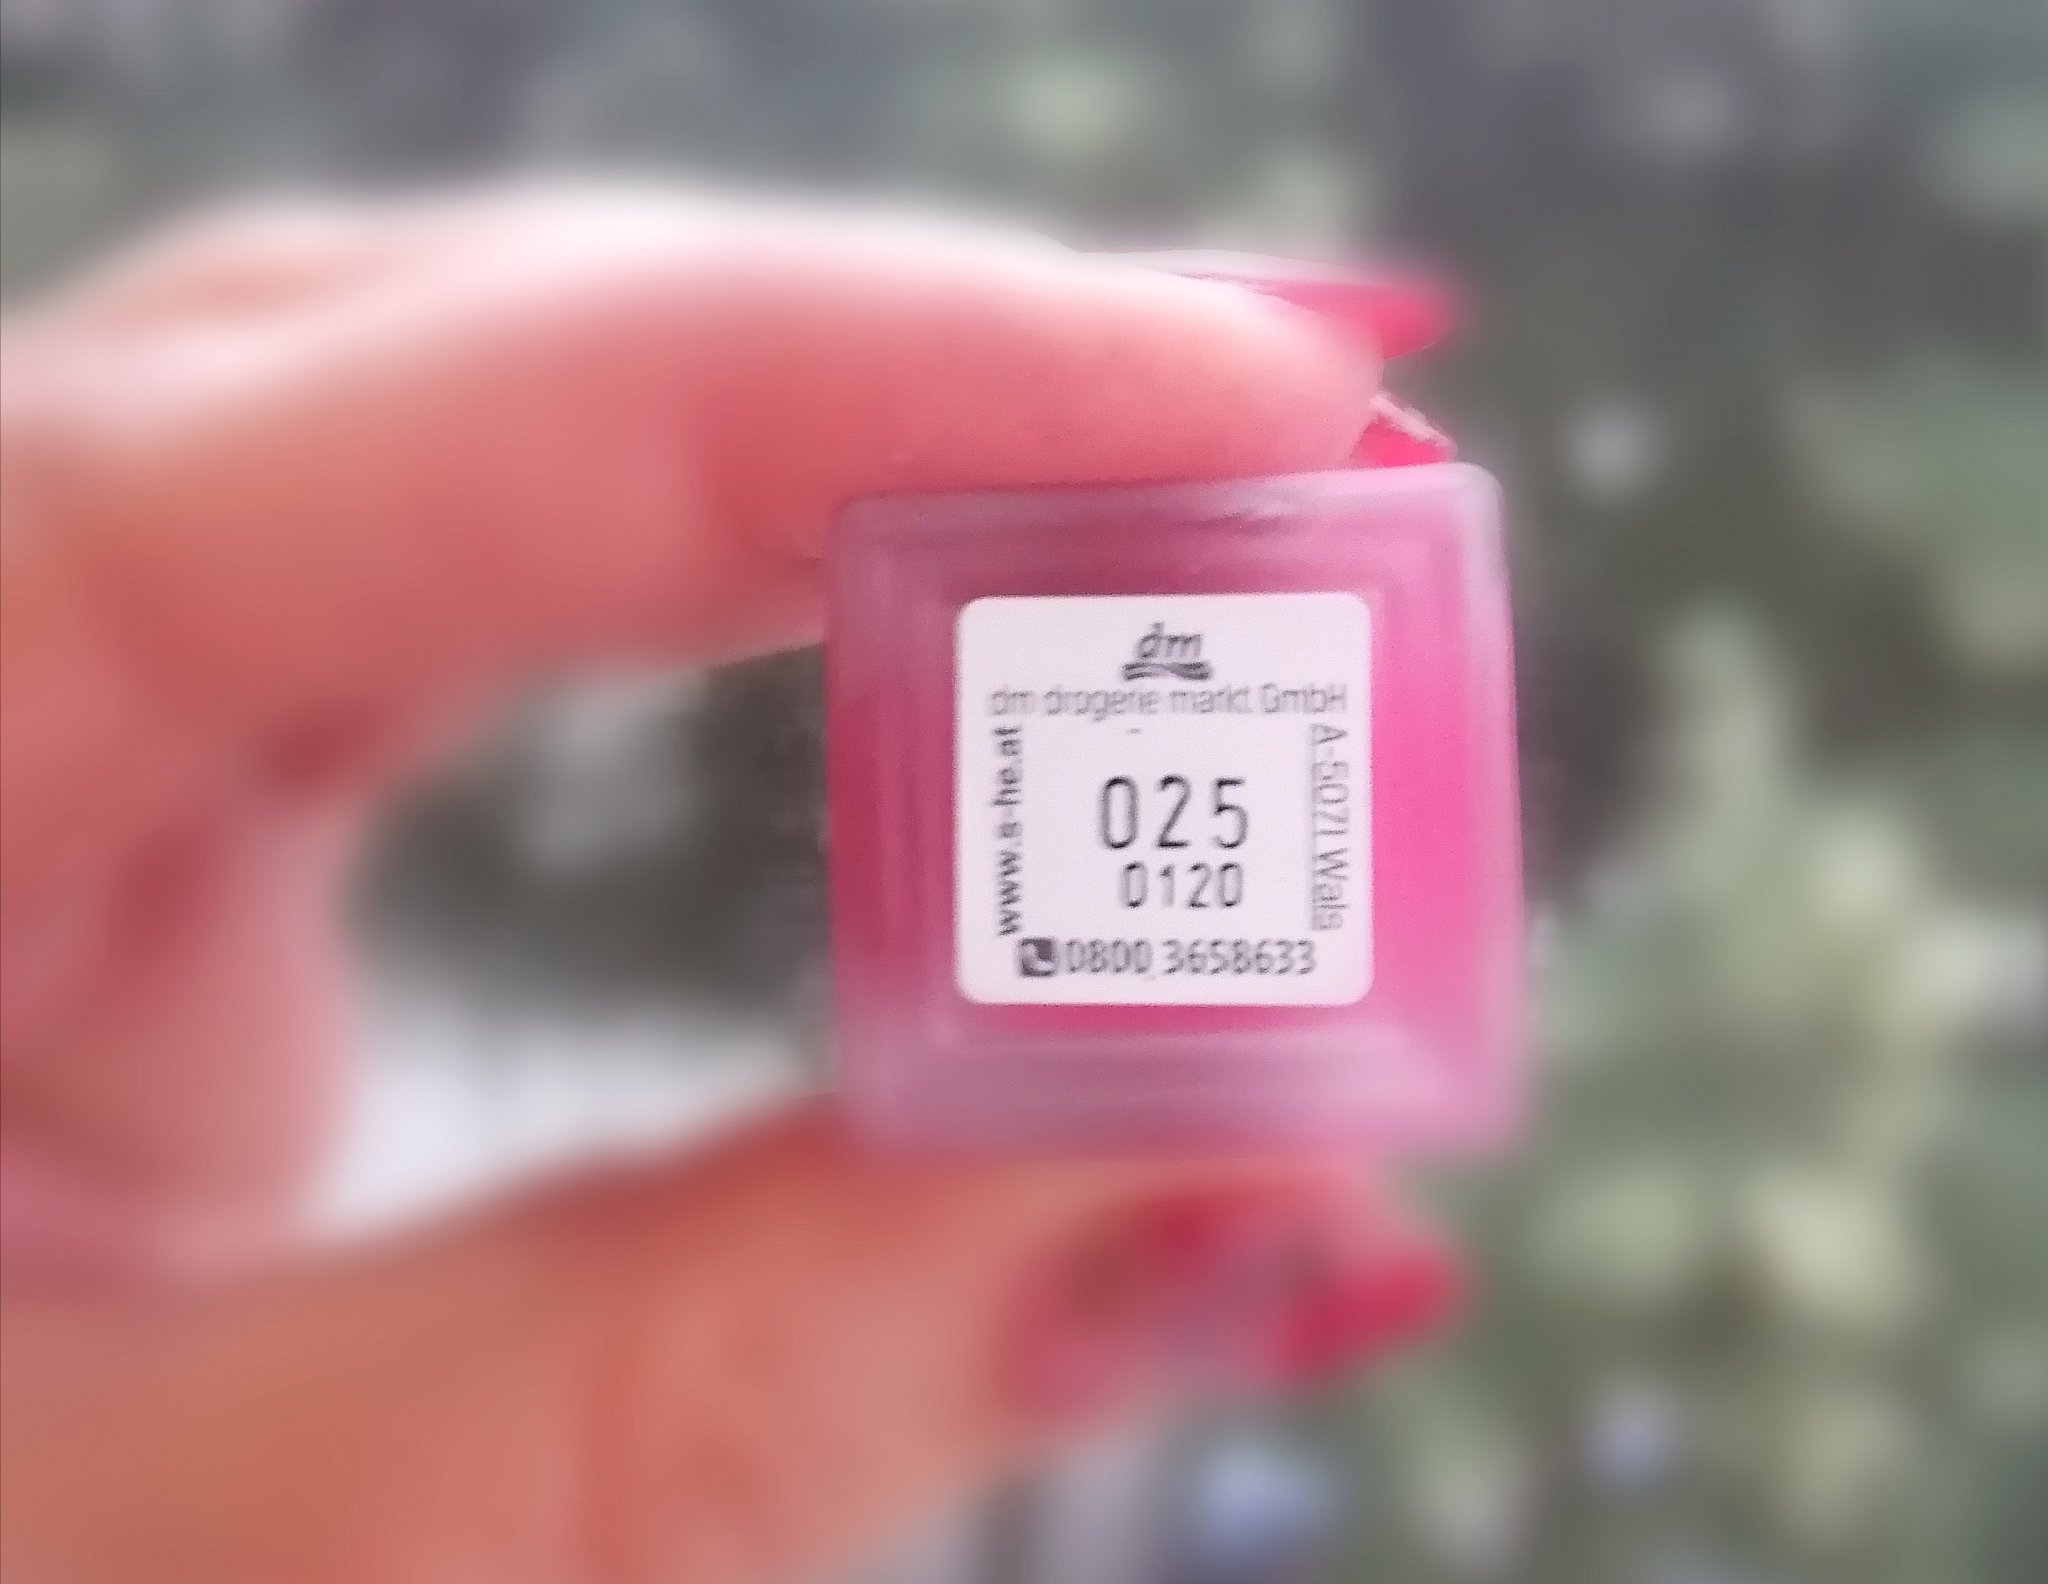 dm
dm drogerie markt GmbH
www.s-he.at
A-5071 Wals
025
0120
0800 3658633